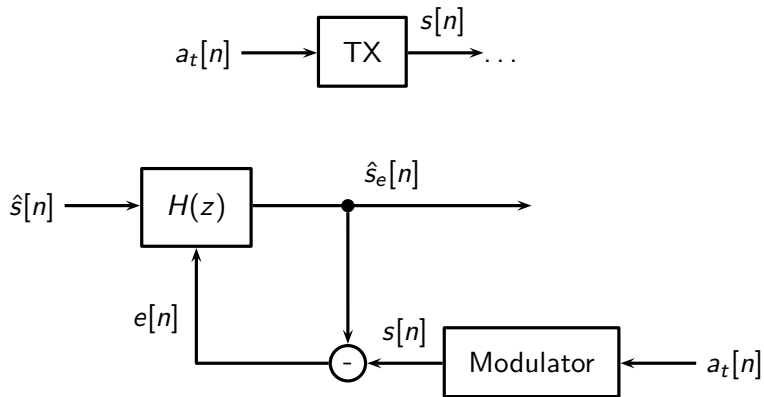 s[n]
a_t[n]
TX
...
ŝ_e[n]
ŝ[n]
H(z)
e[n]
s[n]
-
Modulator
a_t[n]